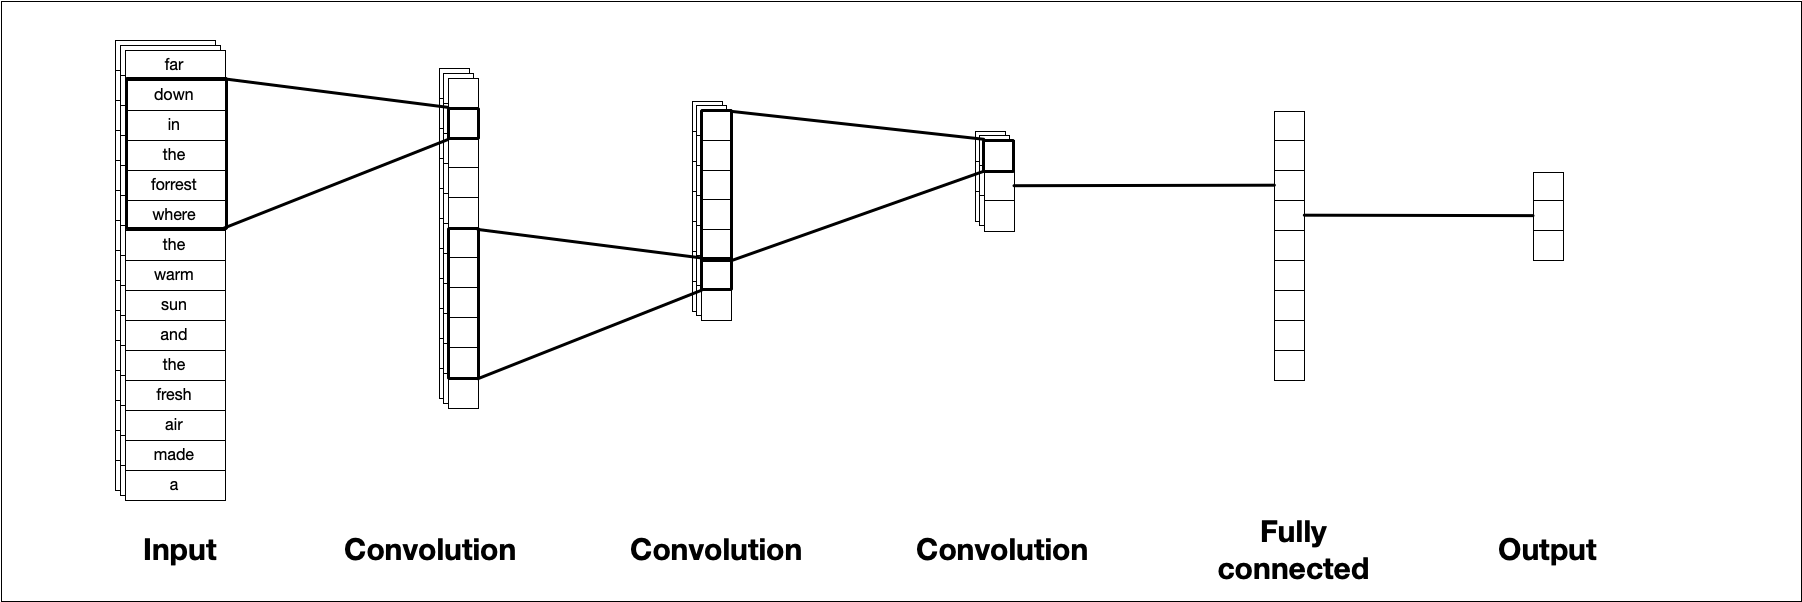 far
down
in
the
forrest
where
the
warm
sun
and
the
fresh
air
made
a
Input
Convolution
Convolution
Convolution
Fully
connected
Output